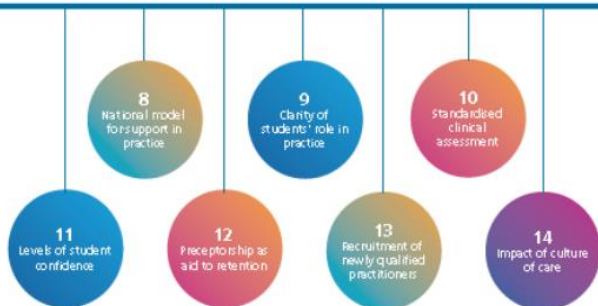 8
National model
for support in
practice
9
Clarity of
students' role in
practice
10
Standardised
clinical
assessment
11
Levels of student
confidence
12
Preceptorship as
aid to retention
13
Recruitment of
newly qualified
practitioners
14
Impact of culture
of care